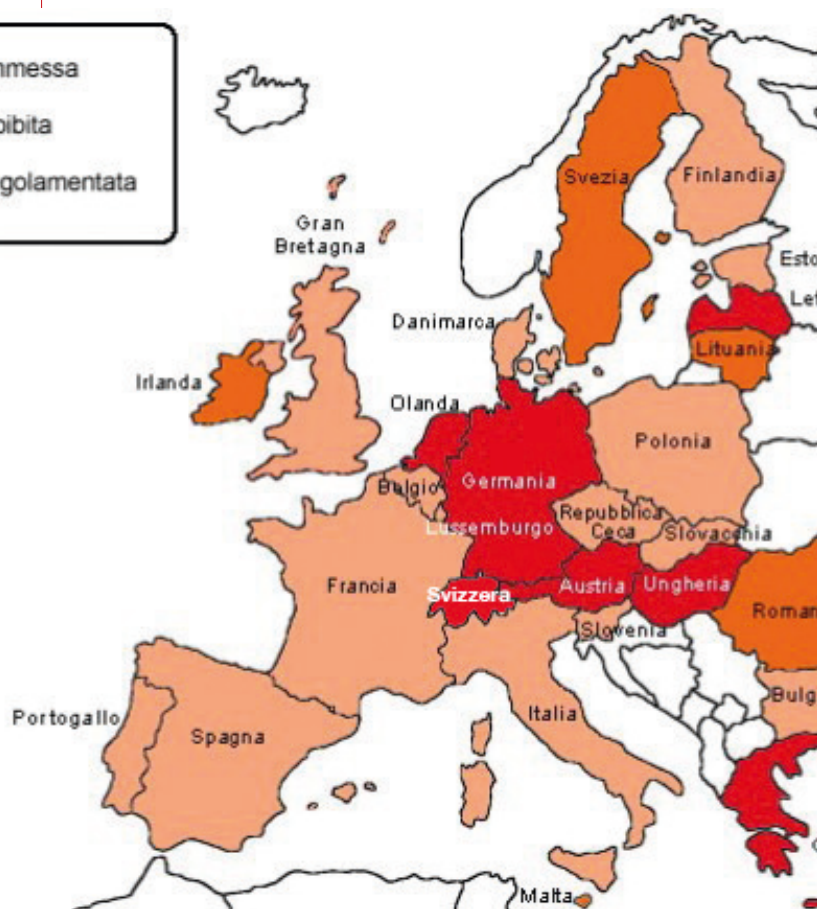 mmessa
oibita
golamentata
Svezia
Finlandia
Gran
Bretagna
Esto
Let
Danimarca
Lituania
Irlanda
Olanda
Polonia
Belgio
Germania
Repubblica
Ceca
Lussemburgo
Slovacchia
Francia
Svizzera
Austria
Ungheria
Roman
Slovenia
Bulg
Portogallo
Spagna
Italia
Malta